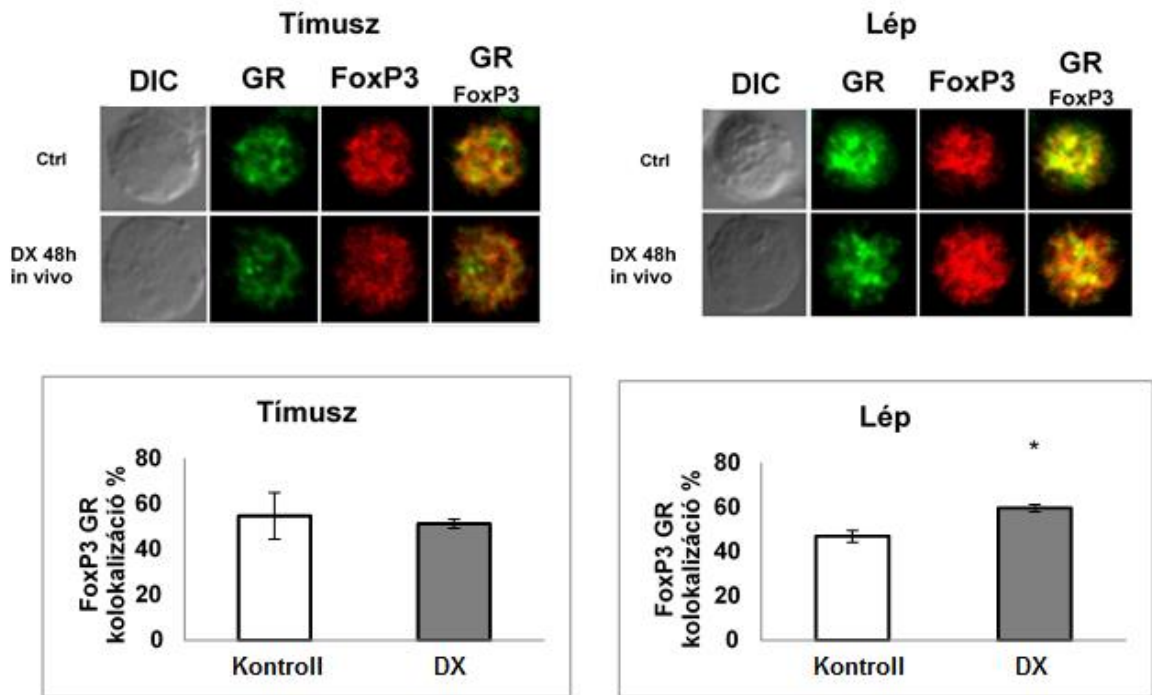 Tímusz
DIC GR FoxP3 GR
FoxP3
Ctrl
DX 48h
in vivo
Lép
DIC GR FoxP3 GR
FoxP3
Ctrl
DX 48h
in vivo
Tímusz
FoxP3 GR
kolokalizáció %
80
60
40
20
0
Kontroll DX
Lép
*
FoxP3 GR
kolokalizáció %
80
60
40
20
0
Kontroll DX